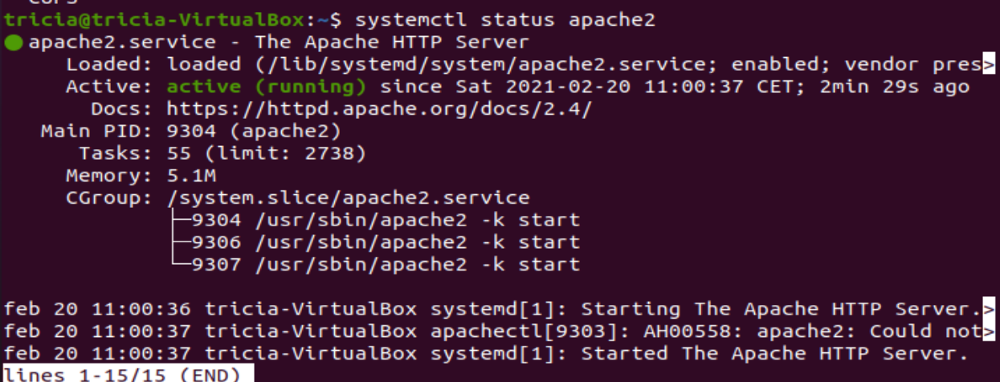 tricia@tricia-VirtualBox:~$ systemctl status apache2
● apache2.service - The Apache HTTP Server
     Loaded: loaded (/lib/systemd/system/apache2.service; enabled; vendor pres>
     Active: active (running) since Sat 2021-02-20 11:00:37 CET; 2min 29s ago
       Docs: https://httpd.apache.org/docs/2.4/
   Main PID: 9304 (apache2)
      Tasks: 55 (limit: 2738)
     Memory: 5.1M
     CGroup: /system.slice/apache2.service
             ├─9304 /usr/sbin/apache2 -k start
             ├─9306 /usr/sbin/apache2 -k start
             └─9307 /usr/sbin/apache2 -k start
feb 20 11:00:36 tricia-VirtualBox systemd[1]: Starting The Apache HTTP Server.>
feb 20 11:00:37 tricia-VirtualBox apachectl[9303]: AH00558: apache2: Could not>
feb 20 11:00:37 tricia-VirtualBox systemd[1]: Started The Apache HTTP Server.
lines 1-15/15 (END)